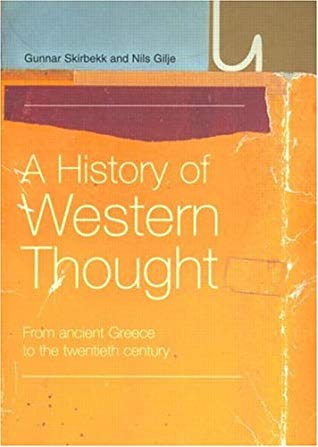 Gunnar Skirbekk and Nils Gilje
A History of
Western
Thought
From ancient Greece
to the twentieth century